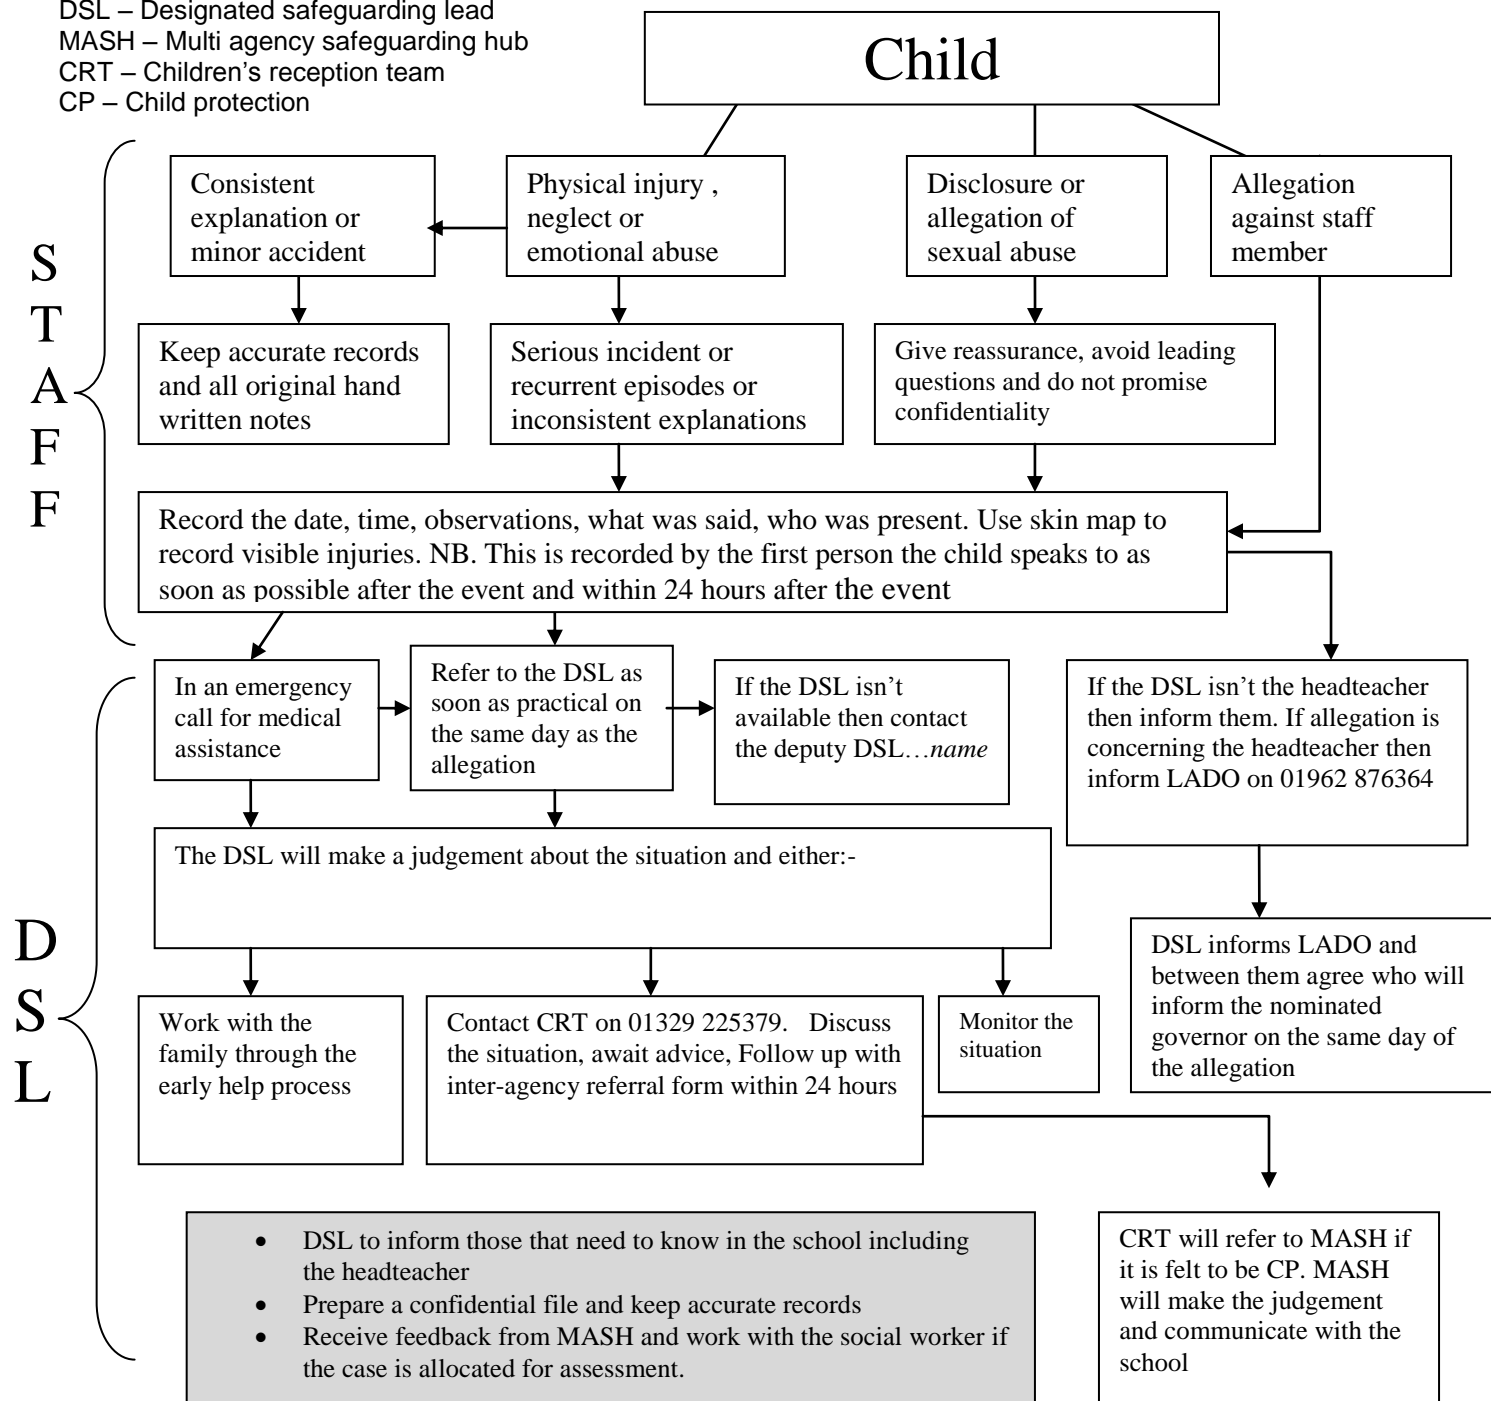 DSL – Designated safeguarding lead
MASH – Multi agency safeguarding hub
CRT – Children's reception team
CP – Child protection
Child
Consistent
explanation or
minor accident
Physical injury ,
neglect or
emotional abuse
Disclosure or
allegation of
sexual abuse
Allegation
against staff
member
S
T
A
F
F
Keep accurate records
and all original hand
written notes
Serious incident or
recurrent episodes or
inconsistent explanations
Give reassurance, avoid leading
questions and do not promise
confidentiality
Record the date, time, observations, what was said, who was present. Use skin map to
record visible injuries. NB. This is recorded by the first person the child speaks to as
soon as possible after the event and within 24 hours after the event
In an emergency
call for medical
assistance
Refer to the DSL as
soon as practical on
the same day as the
allegation
If the DSL isn't
available then contact
the deputy DSL…name
If the DSL isn't the headteacher
then inform them. If allegation is
concerning the headteacher then
inform LADO on 01962 876364
The DSL will make a judgement about the situation and either:-
D
S
L
DSL informs LADO and
between them agree who will
inform the nominated
governor on the same day of
the allegation
Work with the
family through the
early help process
Contact CRT on 01329 225379.   Discuss
the situation, await advice, Follow up with
inter-agency referral form within 24 hours
Monitor the
situation
• DSL to inform those that need to know in the school including
the headteacher
• Prepare a confidential file and keep accurate records
• Receive feedback from MASH and work with the social worker if
the case is allocated for assessment.
CRT will refer to MASH if
it is felt to be CP. MASH
will make the judgement
and communicate with the
school